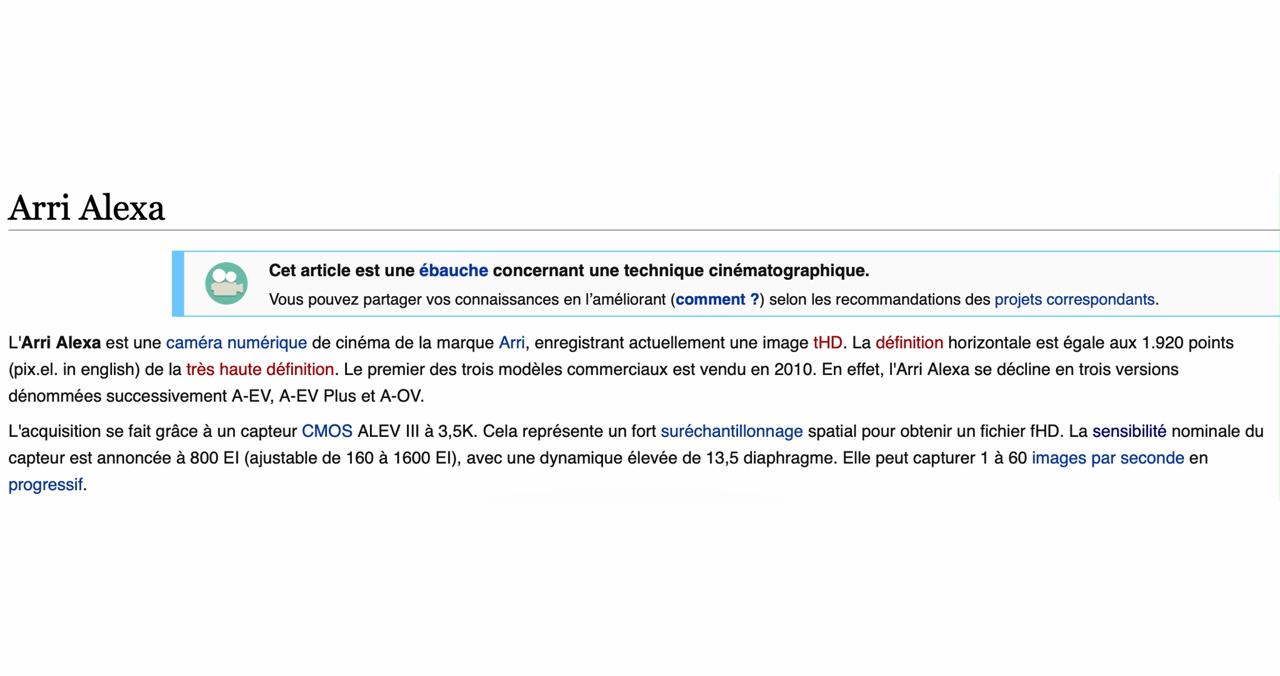 Arri Alexa
Cet article est une ébauche concernant une technique cinématographique.
Vous pouvez partager vos connaissances en l’améliorant (comment ?) selon les recommandations des projets correspondants.
L'Arri Alexa est une caméra numérique de cinéma de la marque Arri, enregistrant actuellement une image tHD. La définition horizontale est égale aux 1.920 points
(pix.el. in english) de la très haute définition. Le premier des trois modèles commerciaux est vendu en 2010. En effet, l'Arri Alexa se décline en trois versions
dénommées successivement A-EV, A-EV Plus et A-OV.
L'acquisition se fait grâce à un capteur CMOS ALEV III à 3,5K. Cela représente un fort suréchantillonnage spatial pour obtenir un fichier fHD. La sensibilité nominale du
capteur est annoncée à 800 EI (ajustable de 160 à 1600 EI), avec une dynamique élevée de 13,5 diaphragme. Elle peut capturer 1 à 60 images par seconde en
progressif.